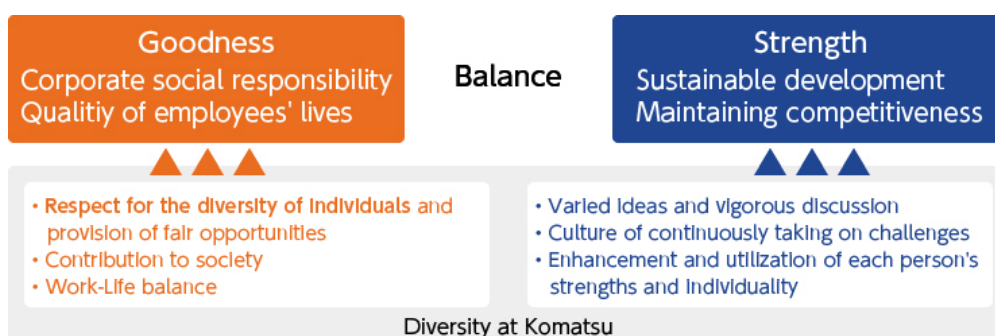 Goodness
Corporate social responsibility
Qualitiy of employees' lives
Balance
Strength
Sustainable development
Maintaining competitiveness
• Respect for the diversity of individuals and
provision of fair opportunities
• Contribution to society
• Work-Life balance
• Varied ideas and vigorous discussion
• Culture of continuously taking on challenges
• Enhancement and utilization of each person's
strengths and individuality
Diversity at Komatsu